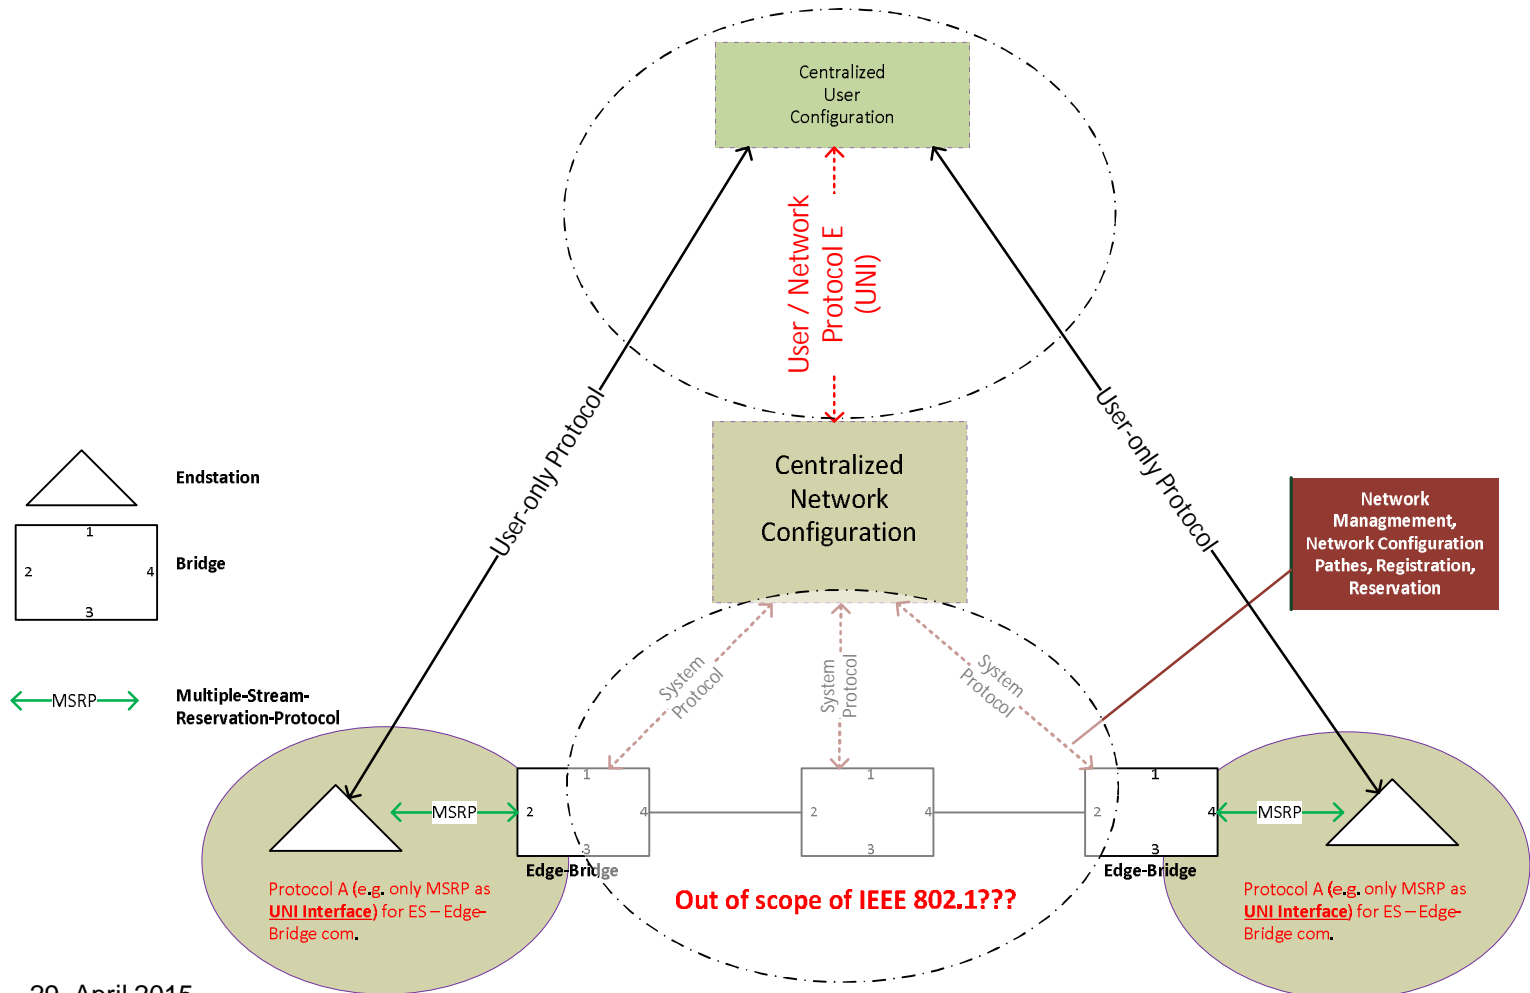 Centralized
User
Configuration
User / Network
Protocol E
(UNI)
User-only Protocol
User-only Protocol
Centralized
Network
Configuration
Endstation
1
2
4
3
Bridge
MSRP
Multiple-Stream-
Reservation-Protocol
Network
Managmement,
Network Configuration
Pathes, Registration,
Reservation
System
Protocol
System
Protocol
System
Protocol
MSRP
1
2
4
3
Edge-Bridge
1
2
4
3
1
2
4
3
Edge-Bridge
MSRP
Protocol A (e.g. only MSRP as
UNI Interface) for ES – Edge-
Bridge com.
Out of scope of IEEE 802.1???
Protocol A (e.g. only MSRP as
UNI Interface) for ES – Edge-
Bridge com.
29. April 2015